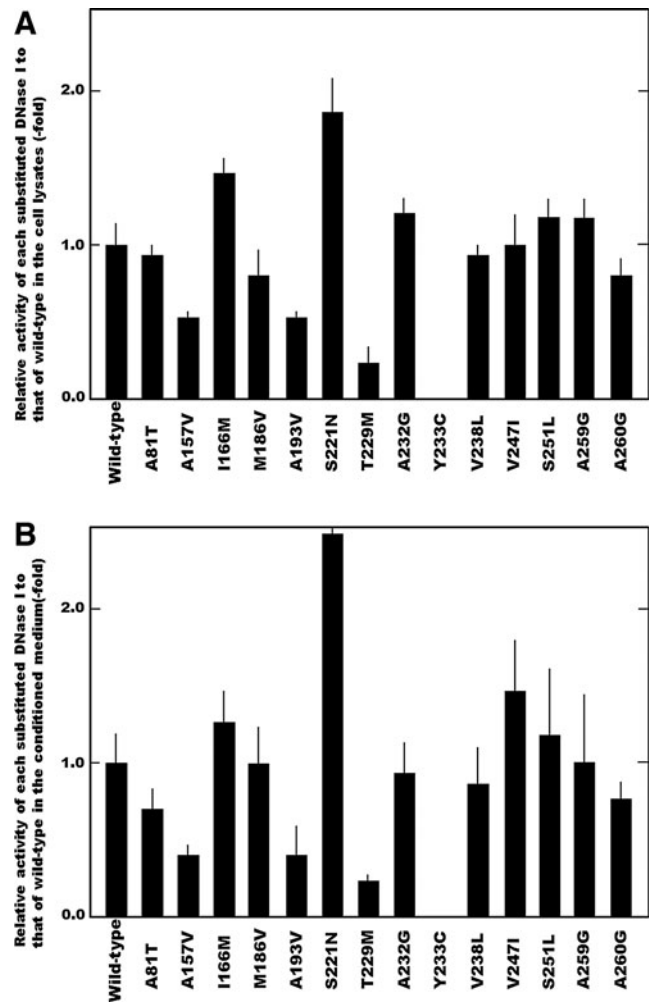 A
Relative activity of each substituted DNase I to
that of wild-type in the cell lysates (-fold)
2.0
1.0
0.0
Wild-type
A81T
A157V
I166M
M186V
A193V
S221N
T229M
A232G
Y233C
V238L
V247I
S251L
A259G
A260G
B
Relative activity of each substituted DNase I to
that of wild-type in the conditioned medium(-fold)
2.0
1.0
0.0
Wild-type
A81T
A157V
I166M
M186V
A193V
S221N
T229M
A232G
Y233C
V238L
V247I
S251L
A259G
A260G